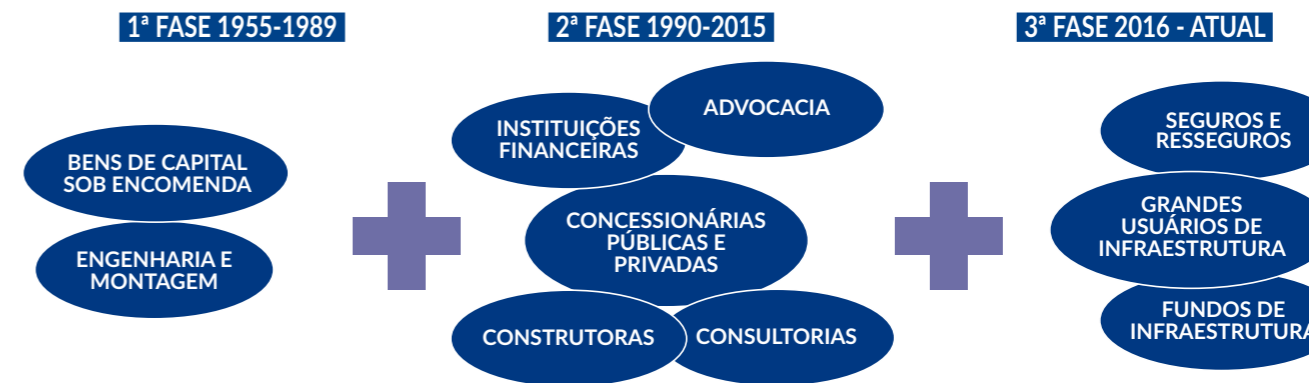 1ª FASE 1955-1989
BENS DE CAPITAL
SOB ENCOMENDA
ENGENHARIA E
MONTAGEM
2ª FASE 1990-2015
INSTITUIÇÕES
FINANCEIRAS
ADVOCACIA
CONCESSIONÁRIAS
PÚBLICAS E
PRIVADAS
CONSTRUTORAS
CONSULTORIAS
3ª FASE 2016 - ATUAL
SEGUROS E
RESSEGUROS
GRANDES
USUÁRIOS DE
INFRAESTRUTURA
FUNDOS DE
INFRAESTRUTURA